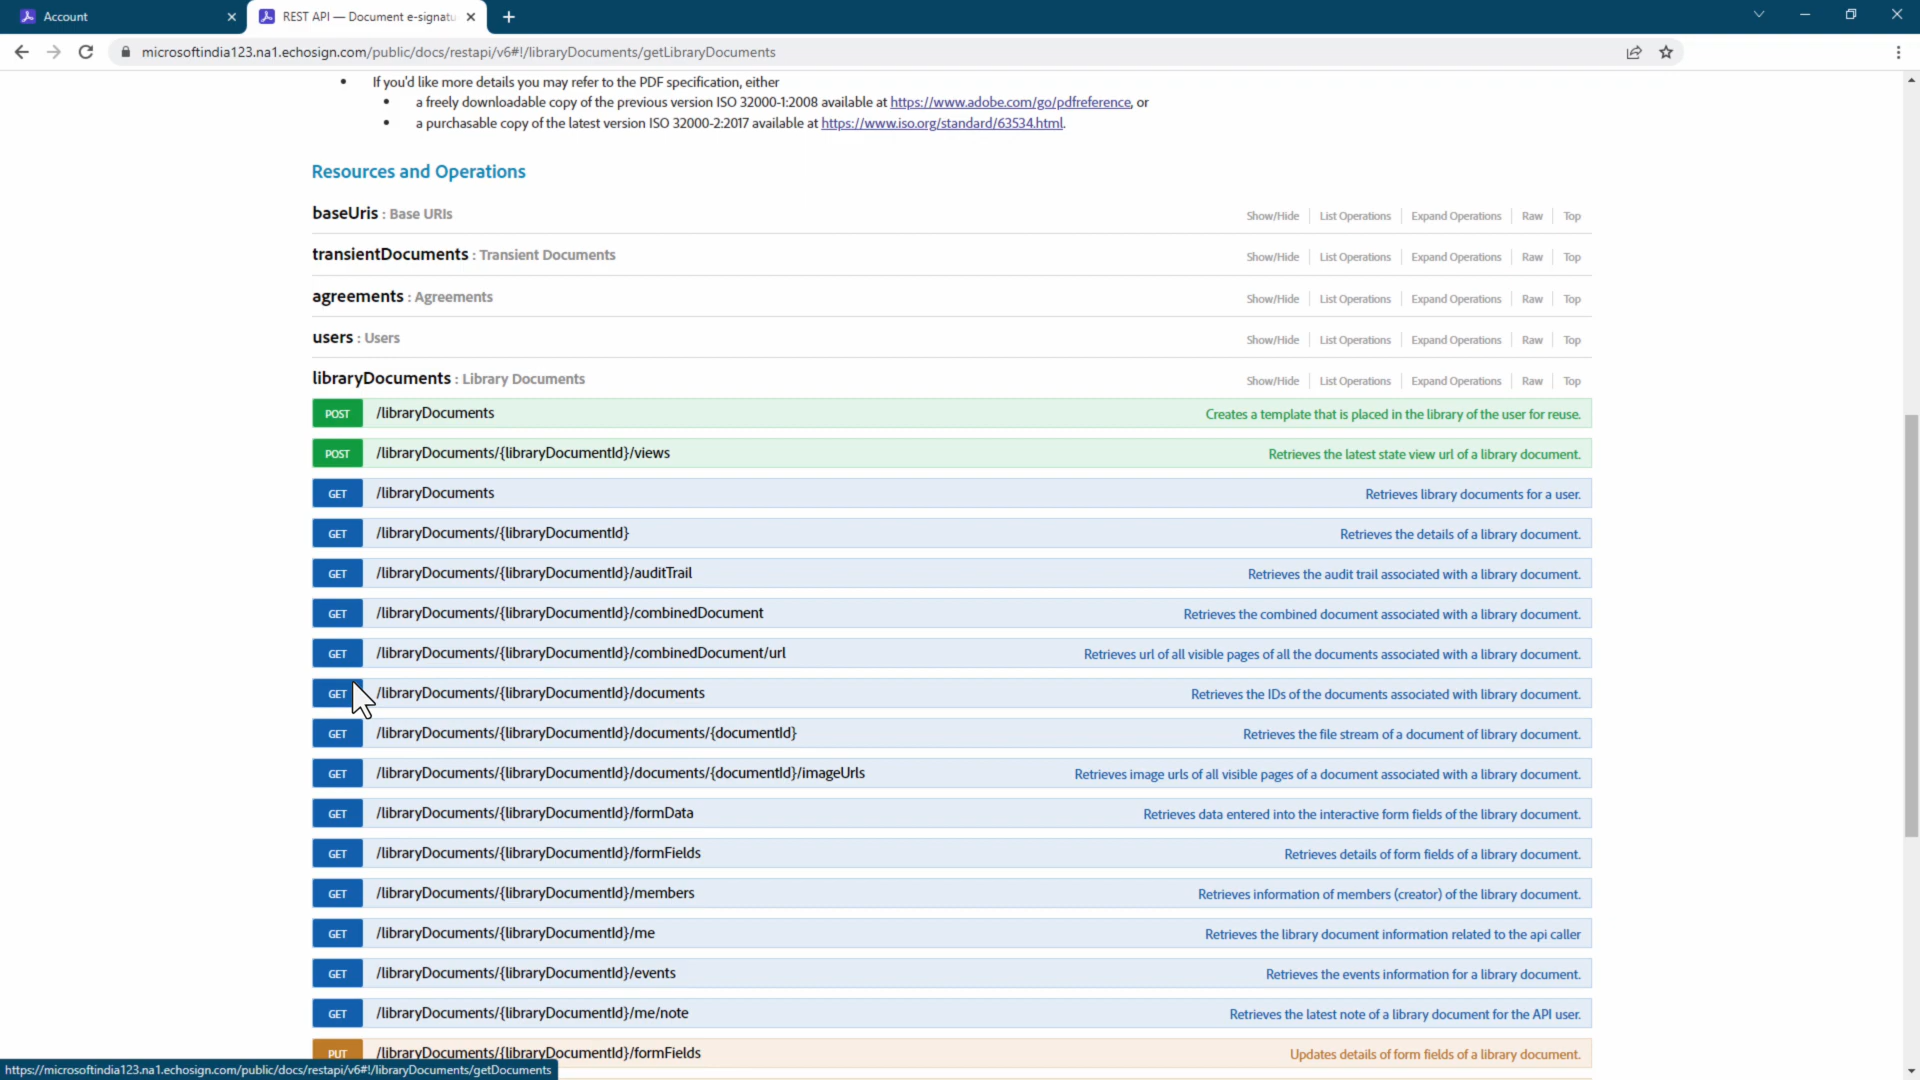 Account
REST API — Document e-signatu
microsoftindia123.na1.echosign.com/public/docs/restapi/v6#!/libraryDocuments/getLibraryDocuments
If you'd like more details you may refer to the PDF specification, either
a freely downloadable copy of the previous version ISO 32000-1:2008 available at https://www.adobe.com/go/pdfreference, or
a purchasable copy of the latest version ISO 32000-2:2017 available at https://www.iso.org/standard/63534.html.
Resources and Operations
baseUris : Base URIs Show/Hide List Operations Expand Operations Raw Top
transientDocuments : Transient Documents Show/Hide List Operations Expand Operations Raw Top
agreements : Agreements Show/Hide List Operations Expand Operations Raw Top
users : Users Show/Hide List Operations Expand Operations Raw Top
libraryDocuments : Library Documents Show/Hide List Operations Expand Operations Raw Top
POST /libraryDocuments Creates a template that is placed in the library of the user for reuse.
POST /libraryDocuments/{libraryDocumentId}/views Retrieves the latest state view url of a library document.
GET /libraryDocuments Retrieves library documents for a user.
GET /libraryDocuments/{libraryDocumentId} Retrieves the details of a library document.
GET /libraryDocuments/{libraryDocumentId}/auditTrail Retrieves the audit trail associated with a library document.
GET /libraryDocuments/{libraryDocumentId}/combinedDocument Retrieves the combined document associated with a library document.
GET /libraryDocuments/{libraryDocumentId}/combinedDocument/url Retrieves url of all visible pages of all the documents associated with a library document.
GET /libraryDocuments/{libraryDocumentId}/documents Retrieves the IDs of the documents associated with library document.
GET /libraryDocuments/{libraryDocumentId}/documents/{documentId} Retrieves the file stream of a document of library document.
GET /libraryDocuments/{libraryDocumentId}/documents/{documentId}/imageUrls Retrieves image urls of all visible pages of a document associated with a library document.
GET /libraryDocuments/{libraryDocumentId}/formData Retrieves data entered into the interactive form fields of the library document.
GET /libraryDocuments/{libraryDocumentId}/formFields Retrieves details of form fields of a library document.
GET /libraryDocuments/{libraryDocumentId}/members Retrieves information of members (creator) of the library document.
GET /libraryDocuments/{libraryDocumentId}/me Retrieves the library document information related to the api caller
GET /libraryDocuments/{libraryDocumentId}/events Retrieves the events information for a library document.
GET /libraryDocuments/{libraryDocumentId}/me/note Retrieves the latest note of a library document for the API user.
PUT /libraryDocuments/{libraryDocumentId}/formFields Updates details of form fields of a library document.
https://microsoftindia123.na1.echosign.com/public/docs/restapi/v6#!/libraryDocuments/getDocuments